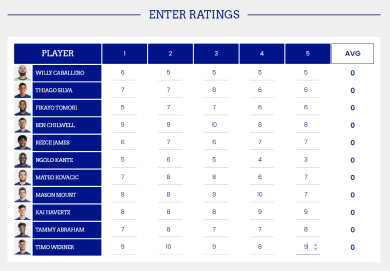 ENTER RATINGS
PLAYER 1 2 3 4 5 AVG
WILLY CABALLERO 6 5 5 5 5 0
THIAGO SILVA 7 7 8 6 6 0
FIKAYO TOMORI 5 7 7 6 6 0
BEN CHILWELL 9 9 10 8 8 0
REECE JAMES 6 7 6 7 7 0
NGOLO KANTE 5 6 5 4 3 0
MATEO KOVACIC 7 8 8 6 7 0
MASON MOUNT 9 8 9 10 7 0
KAI HAVERTZ 8 8 8 9 9 0
TAMMY ABRAHAM 7 8 7 7 8 0
TIMO WERNER 9 10 9 8 9 0